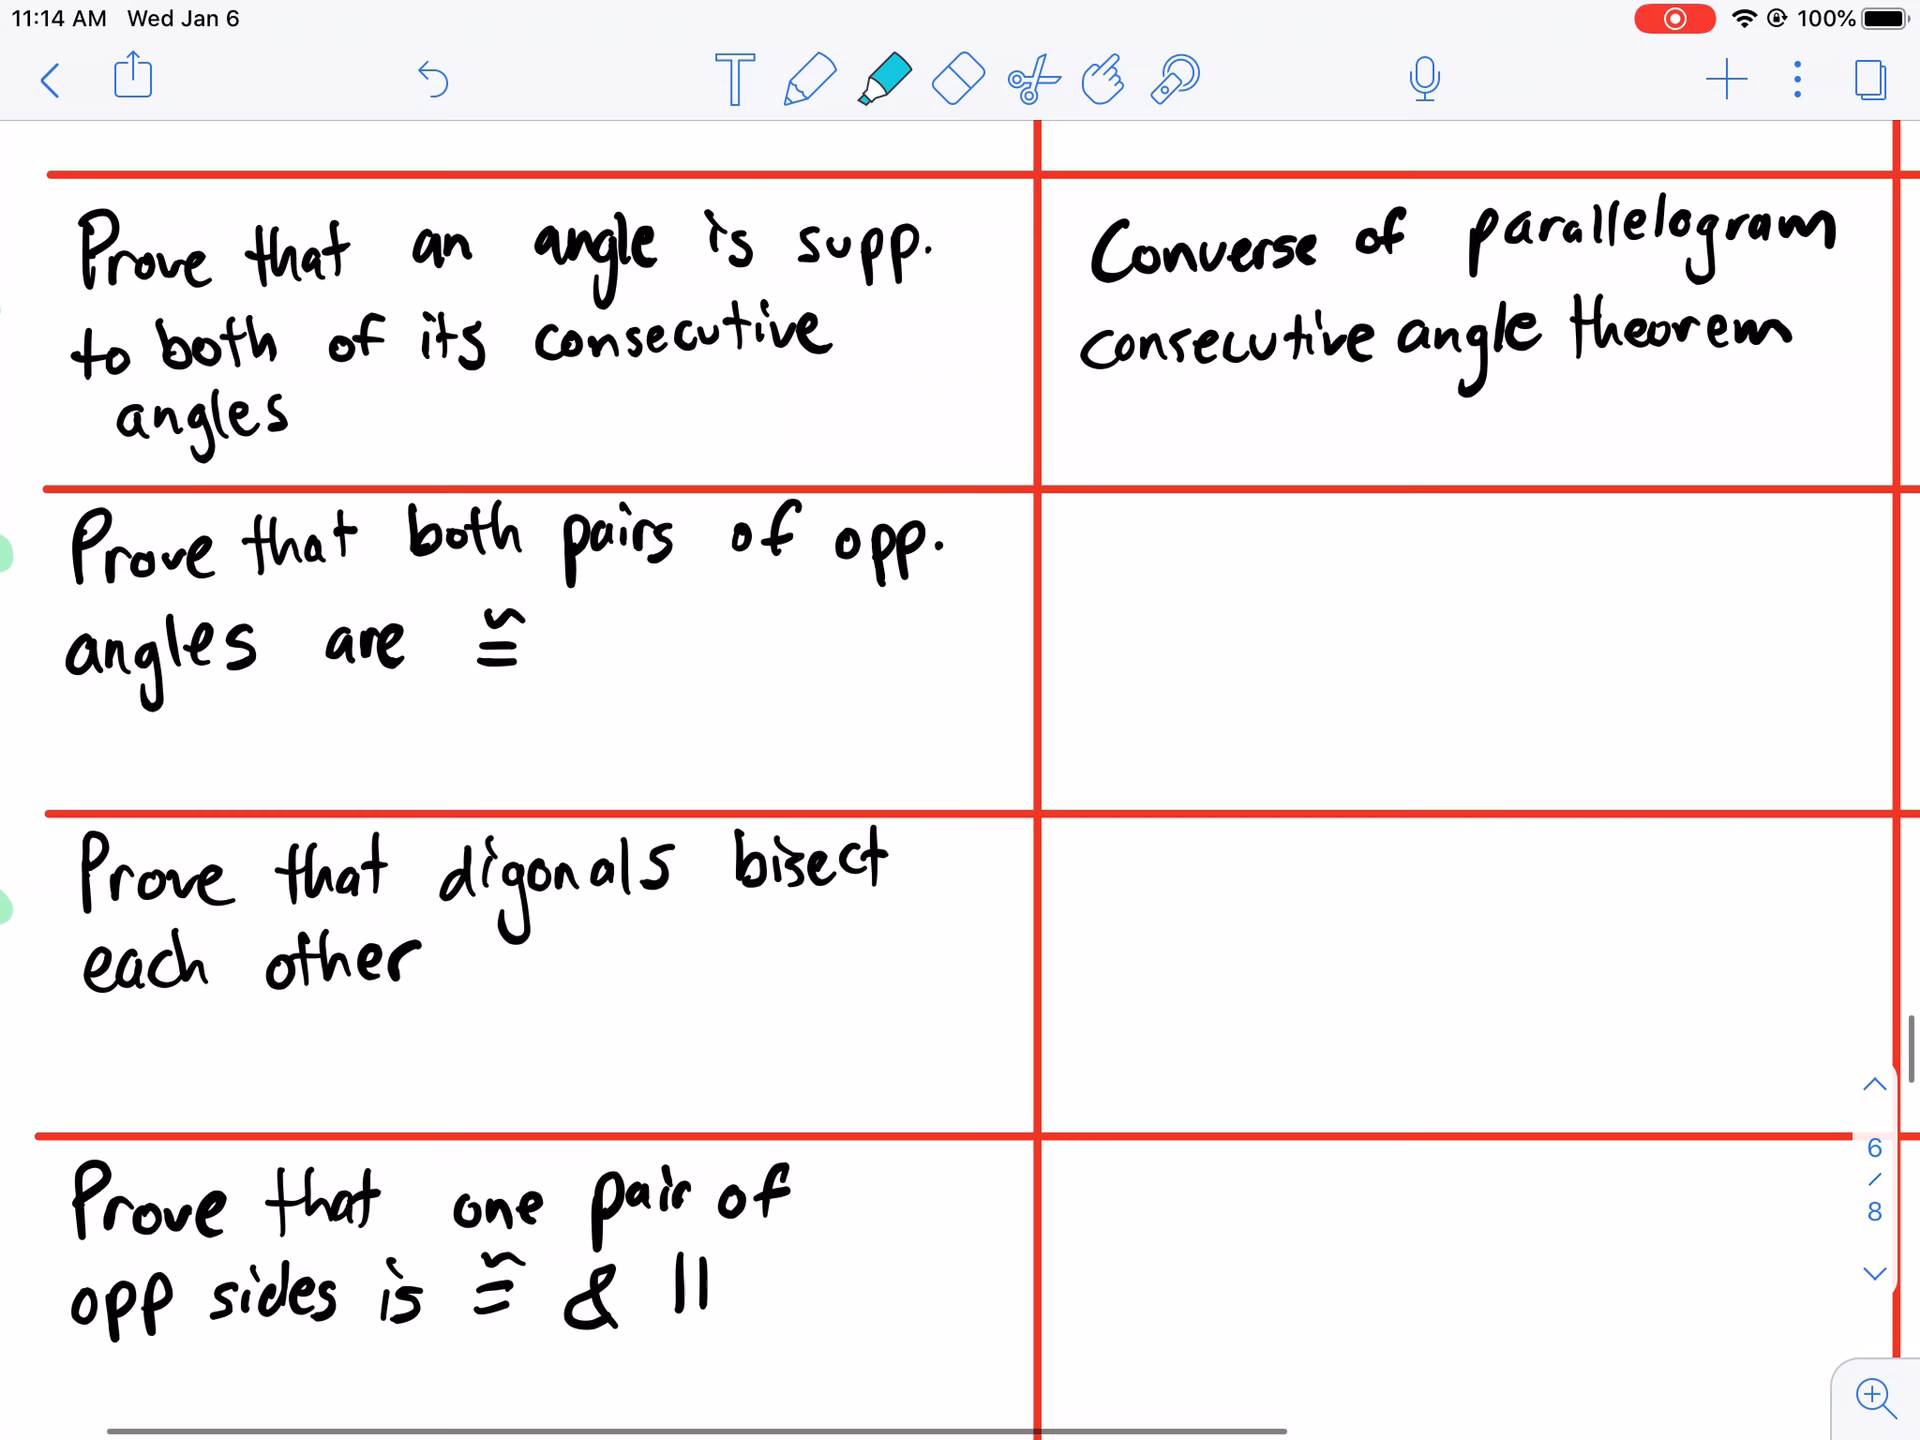 11:14 AM Wed Jan 6
100%
T
Prove that an angle is supp.
to both of its consecutive
angles
Converse of parallelogram
consecutive angle theorem
Prove that both pairs of opp.
angles are ≅
Prove that digonals bisect
each other
Prove that one pair of
opp sides is ≅ & ||
6
/
8